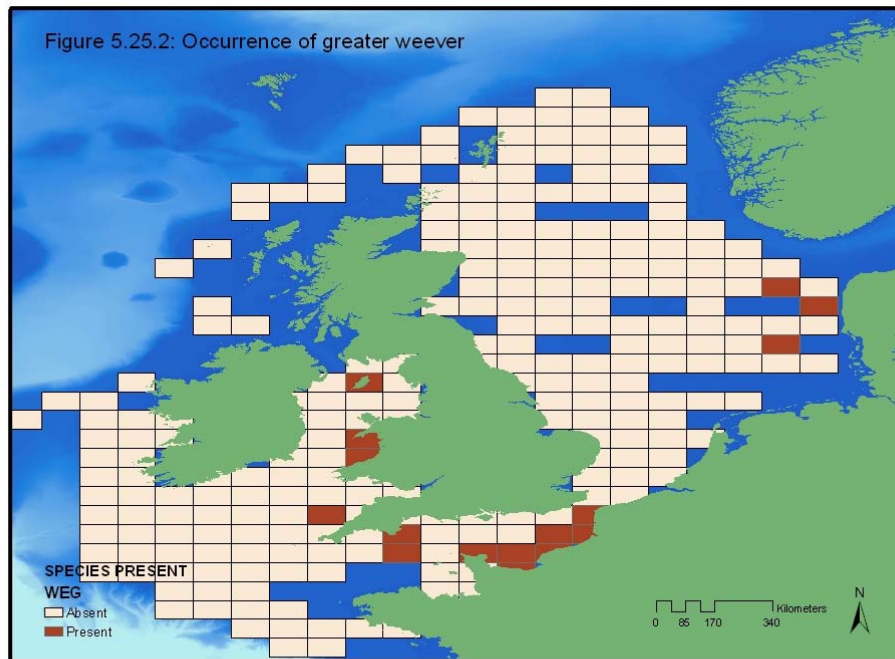 Figure 5.25.2: Occurrence of greater weever
SPECIES PRESENT
WEG
Absent
Present
N
Kilometers
0 85 170 340